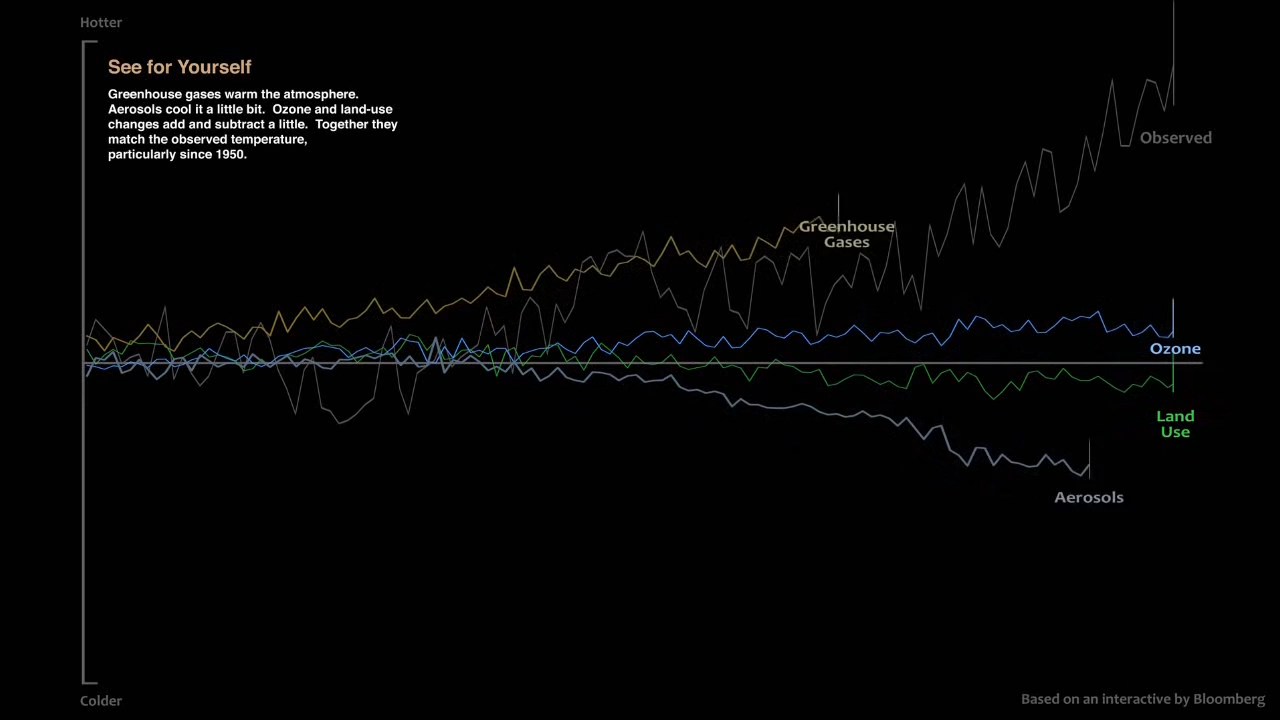 Hotter
See for Yourself
Greenhouse gases warm the atmosphere.
Aerosols cool it a little bit.  Ozone and land-use
changes add and subtract a little.  Together they
match the observed temperature,
particularly since 1950.
Observed
Greenhouse
Gases
Ozone
Land
Use
Aerosols
Colder
Based on an interactive by Bloomberg